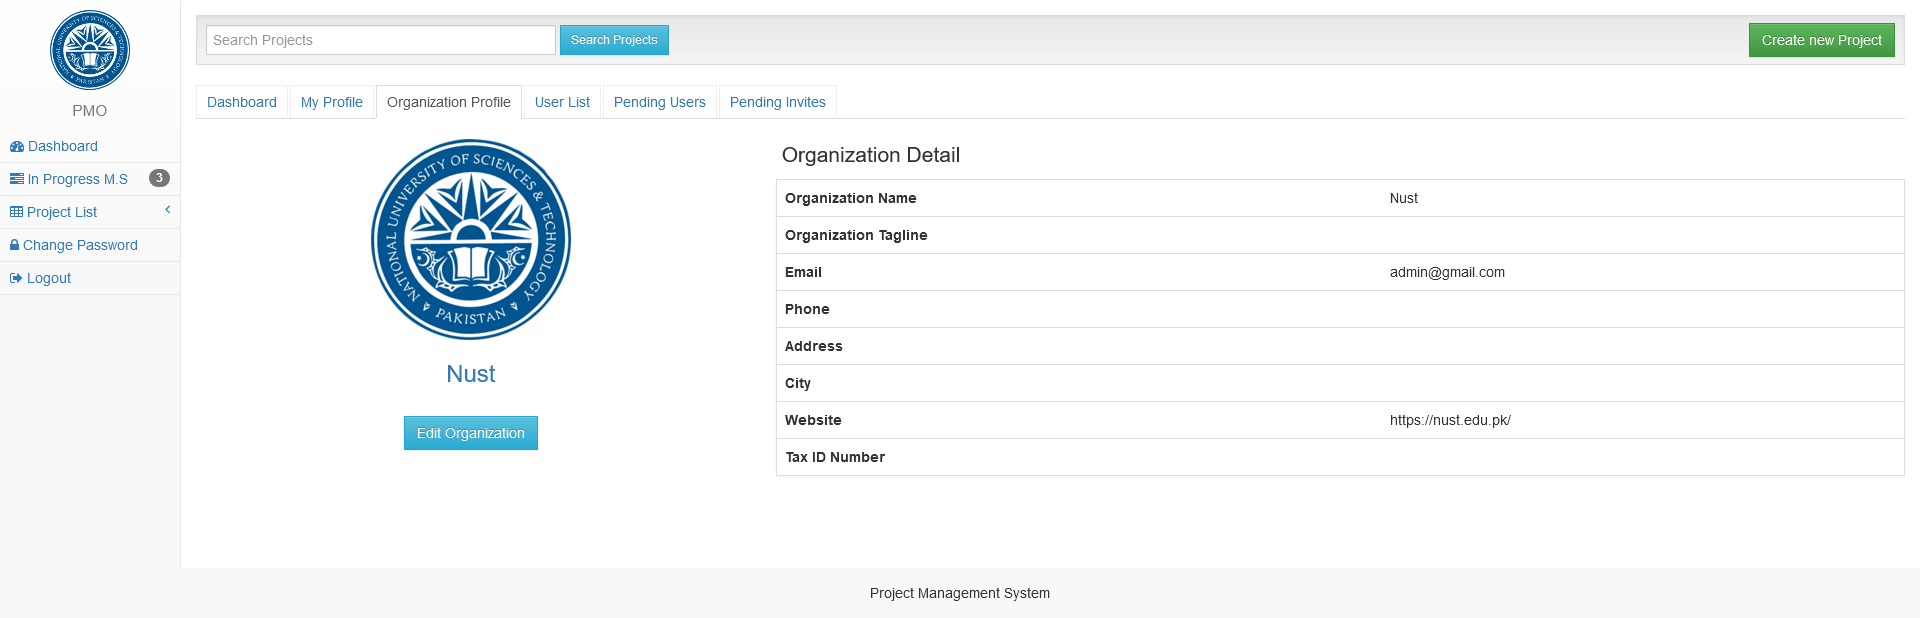 NATIONAL UNIVERSITY OF SCIENCES & TECHNOLOGY
PAKISTAN
PMO
Dashboard
In Progress M.S 3
Project List
Change Password
Logout
Search Projects Search Projects Create new Project
Dashboard My Profile Organization Profile User List Pending Users Pending Invites
NATIONAL UNIVERSITY OF SCIENCES & TECHNOLOGY
PAKISTAN
Nust
Edit Organization
Organization Detail
Organization Name Nust
Organization Tagline
Email admin@gmail.com
Phone
Address
City
Website https://nust.edu.pk/
Tax ID Number
Project Management System